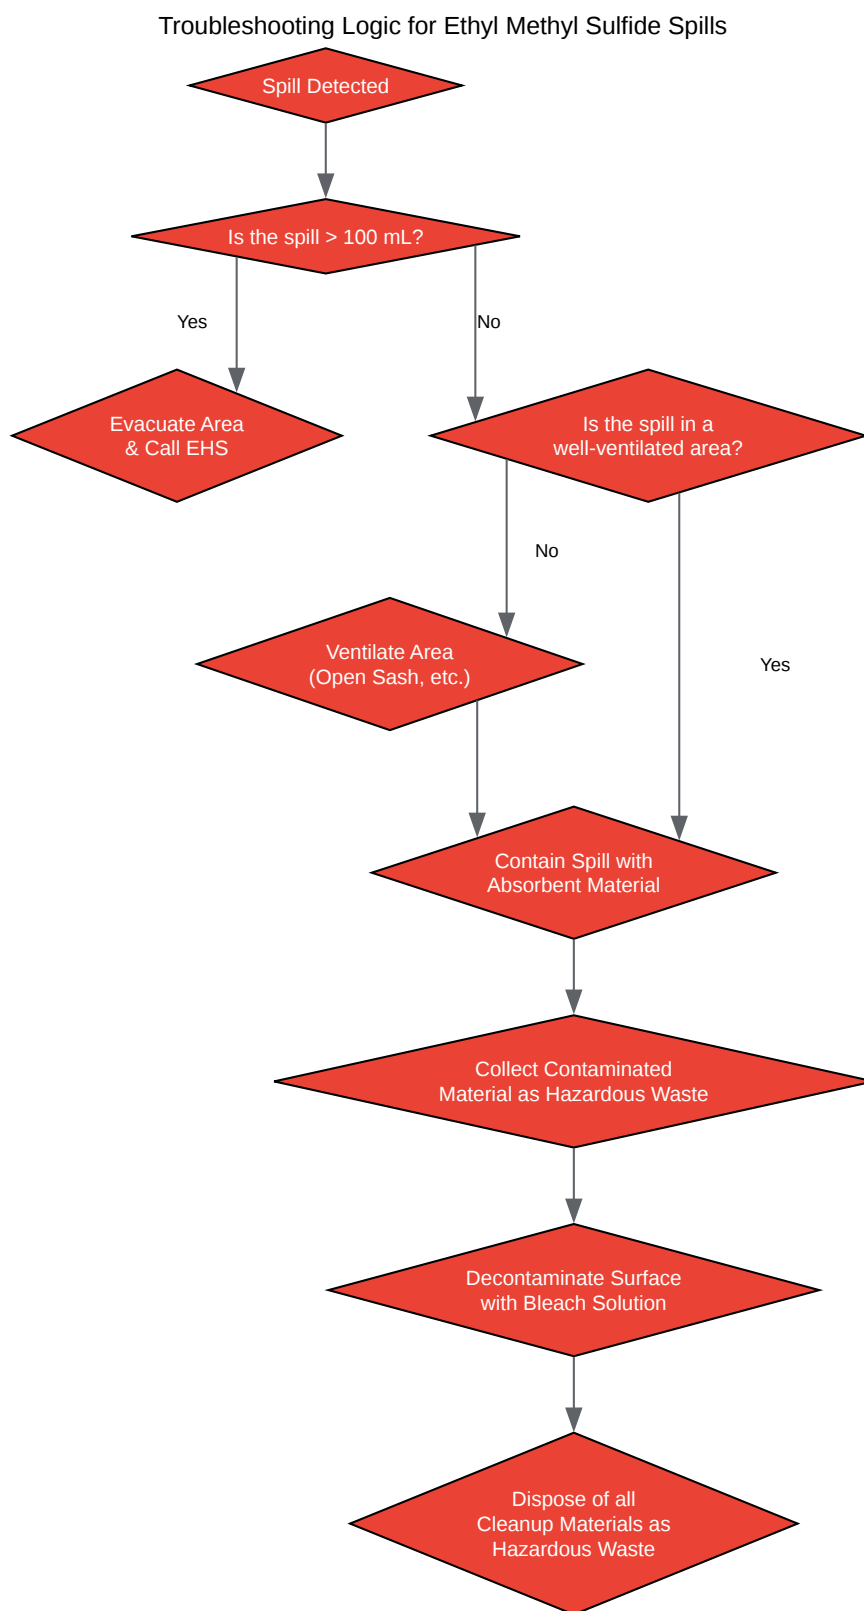 Troubleshooting Logic for Ethyl Methyl Sulfide Spills
Spill Detected
Is the spill > 100 mL?
Yes
No
Evacuate Area
& Call EHS
Is the spill in a
well-ventilated area?
No
Ventilate Area
(Open Sash, etc.)
Yes
Contain Spill with
Absorbent Material
Collect Contaminated
Material as Hazardous Waste
Decontaminate Surface
with Bleach Solution
Dispose of all
Cleanup Materials as
Hazardous Waste